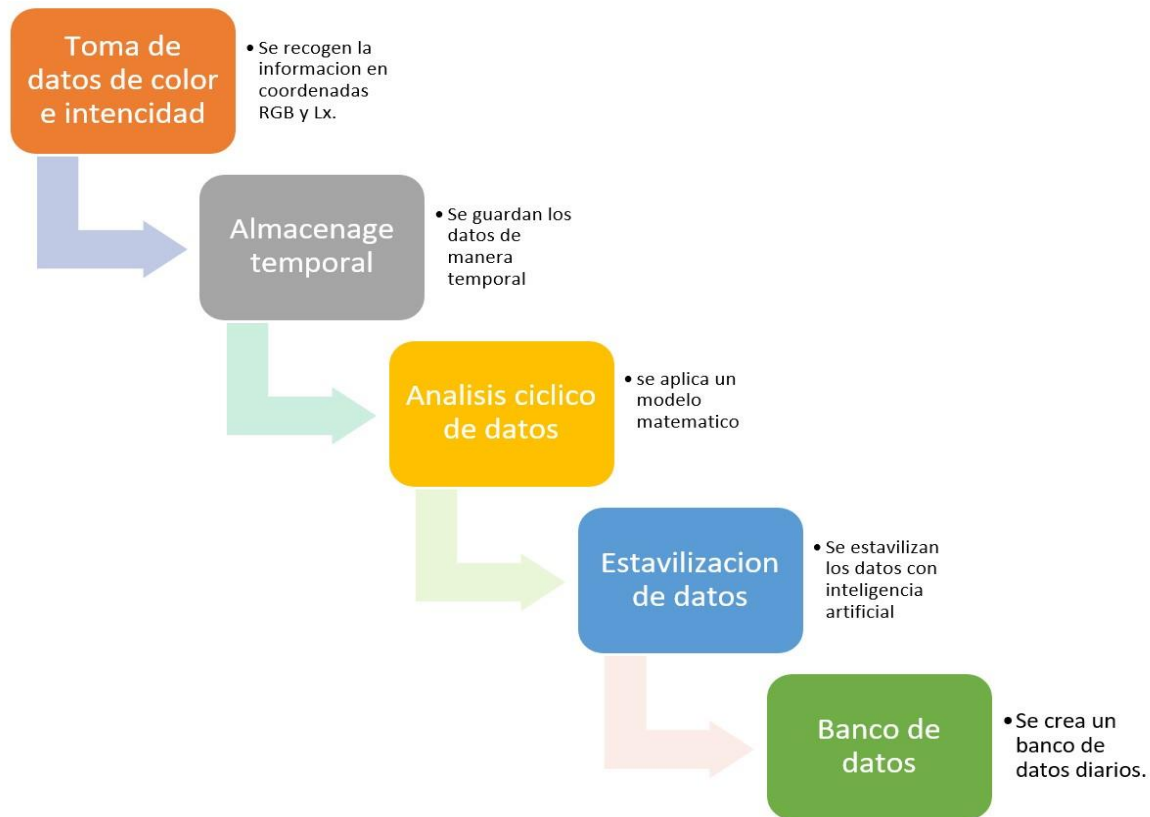 Toma de
datos de color
e intencidad
• Se recogen la
informacion en
coordenadas
RGB y Lx.
Almacenage
temporal
• Se guardan los
datos de
manera
temporal
Analisis ciclico
de datos
• se aplica un
modelo
matematico
Estavilizacion
de datos
• Se estavilizan
los datos con
inteligencia
artificial
Banco de
datos
• Se crea un
banco de
datos diarios.